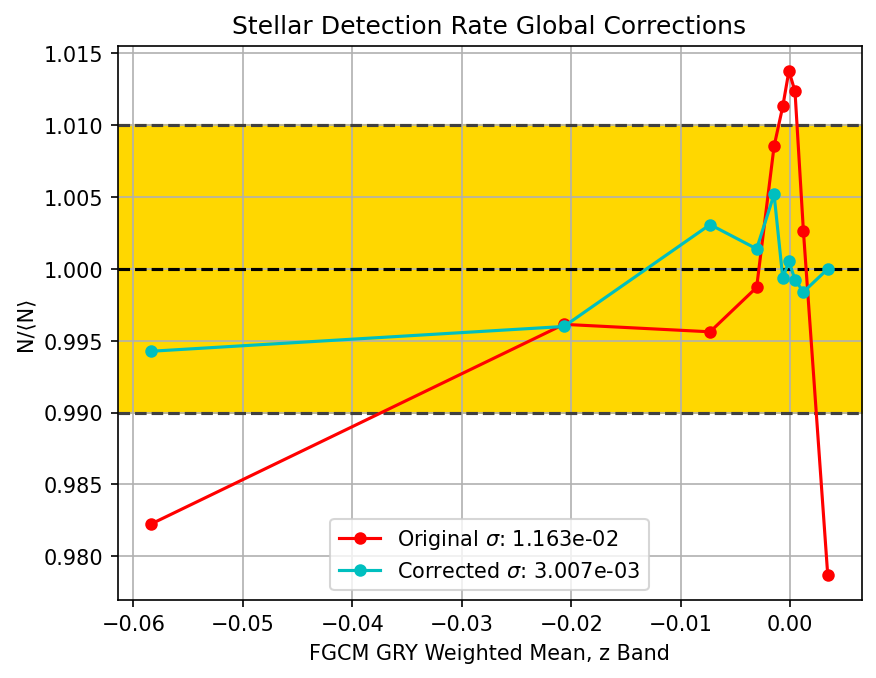 Stellar Detection Rate Global Corrections
N/⟨N⟩
1.015
1.010
1.005
1.000
0.995
0.990
0.985
0.980
Original σ: 1.163e-02
Corrected σ: 3.007e-03
−0.06 −0.05 −0.04 −0.03 −0.02 −0.01 0.00
FGCM GRY Weighted Mean, z Band